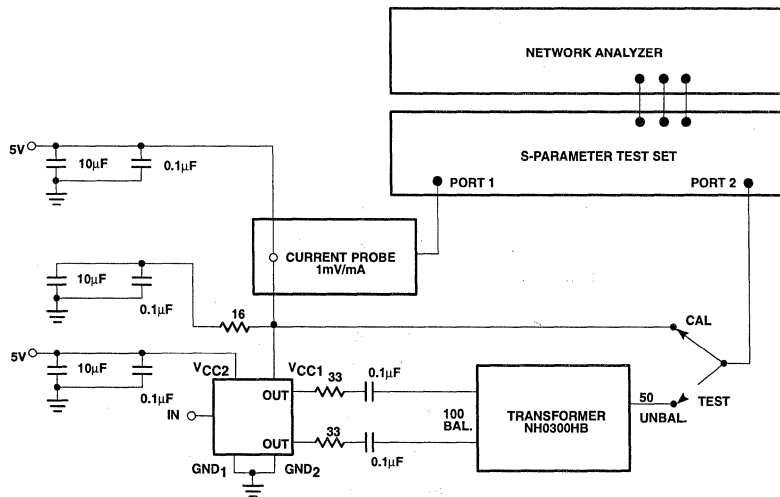 NETWORK ANALYZER
S-PARAMETER TEST SET
PORT 1
PORT 2
5V
10μF
0.1μF
CURRENT PROBE
1mV/mA
10μF
0.1μF
16
CAL
5V
10μF
0.1μF
VCC2
VCC1
33
0.1μF
OUT
IN
OUT
33
0.1μF
GND1
GND2
100
BAL.
TRANSFORMER
NH0300HB
50
UNBAL.
TEST